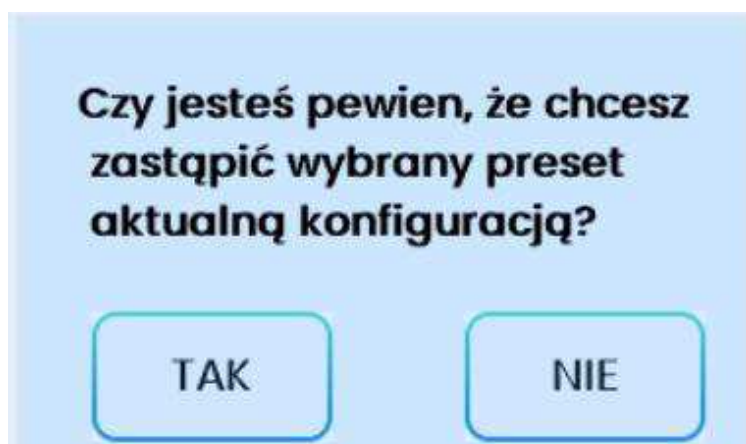 Czy jesteś pewien, że chcesz
zastąpić wybrany preset
aktualną konfiguracją?
TAK
NIE